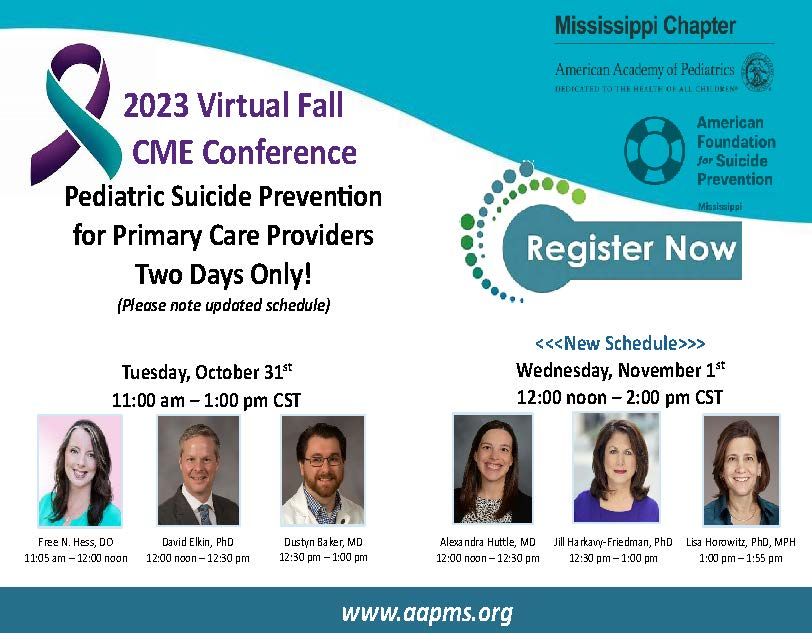 Mississippi Chapter
American Academy of Pediatrics
DEDICATED TO THE HEALTH OF ALL CHILDREN®
American
Foundation
for Suicide
Prevention
Mississippi
2023 Virtual Fall
CME Conference
Pediatric Suicide Prevention
for Primary Care Providers
Two Days Only!
(Please note updated schedule)
Register Now
Tuesday, October 31st
11:00 am – 1:00 pm CST
<<<New Schedule>>>
Wednesday, November 1st
12:00 noon – 2:00 pm CST
Free N. Hess, DO
11:05 am – 12:00 noon
David Elkin, PhD
12:00 noon – 12:30 pm
Dustyn Baker, MD
12:30 pm – 1:00 pm
Alexandra Huttle, MD
12:00 noon – 12:30 pm
Jill Harkavy-Friedman, PhD
12:30 pm – 1:00 pm
Lisa Horowitz, PhD, MPH
1:00 pm – 1:55 pm
www.aapms.org